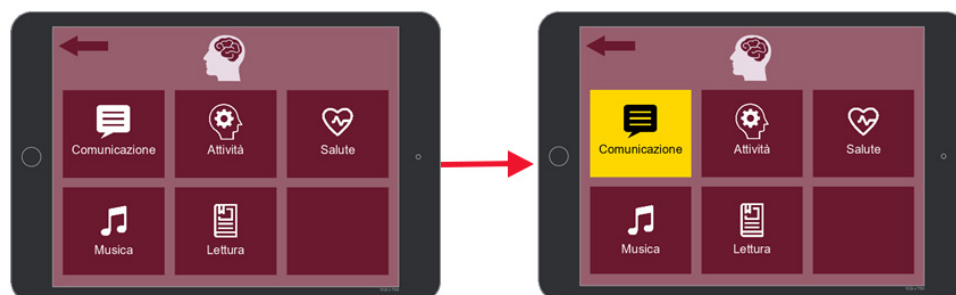 Comunicazione
Attività
Salute
Musica
Lettura
Comunicazione
Attività
Salute
Musica
Lettura